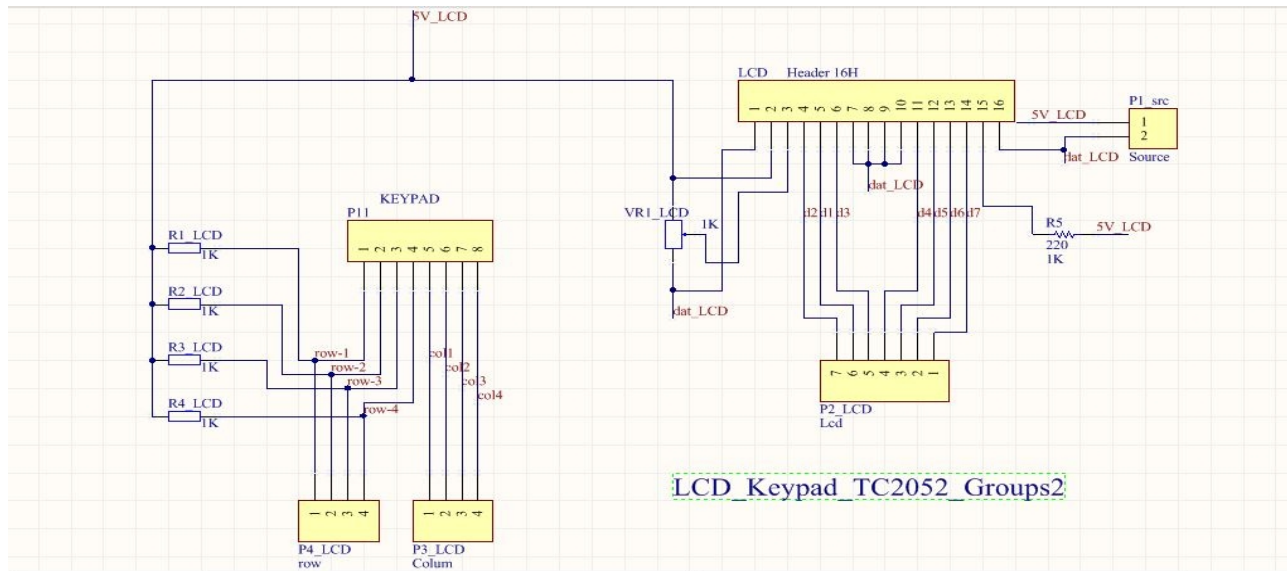 5V_LCD
LCD Header 16H
1 2 3 4 5 6 7 8 9 10 11 12 13 14 15 16
P1_src
5V_LCD
1
2
dat_LCD
Source
dat_LCD
KEYPAD
P11
1 2 3 4 5 6 7 8
VR1_LCD
1K
d2 d1 d3 d4 d5 d6 d7
R5
220
1K
5V_LCD
R1_LCD
1K
R2_LCD
1K
R3_LCD
1K
R4_LCD
1K
dat_LCD
row-1
row-2
row-3
row-4
col1
col2
col3
col4
7 6 5 4 3 2 1
P2_LCD
Lcd
LCD_Keypad_TC2052_Groups2
1 2 3 4
P4_LCD
row
1 2 3 4
P3_LCD
Colum